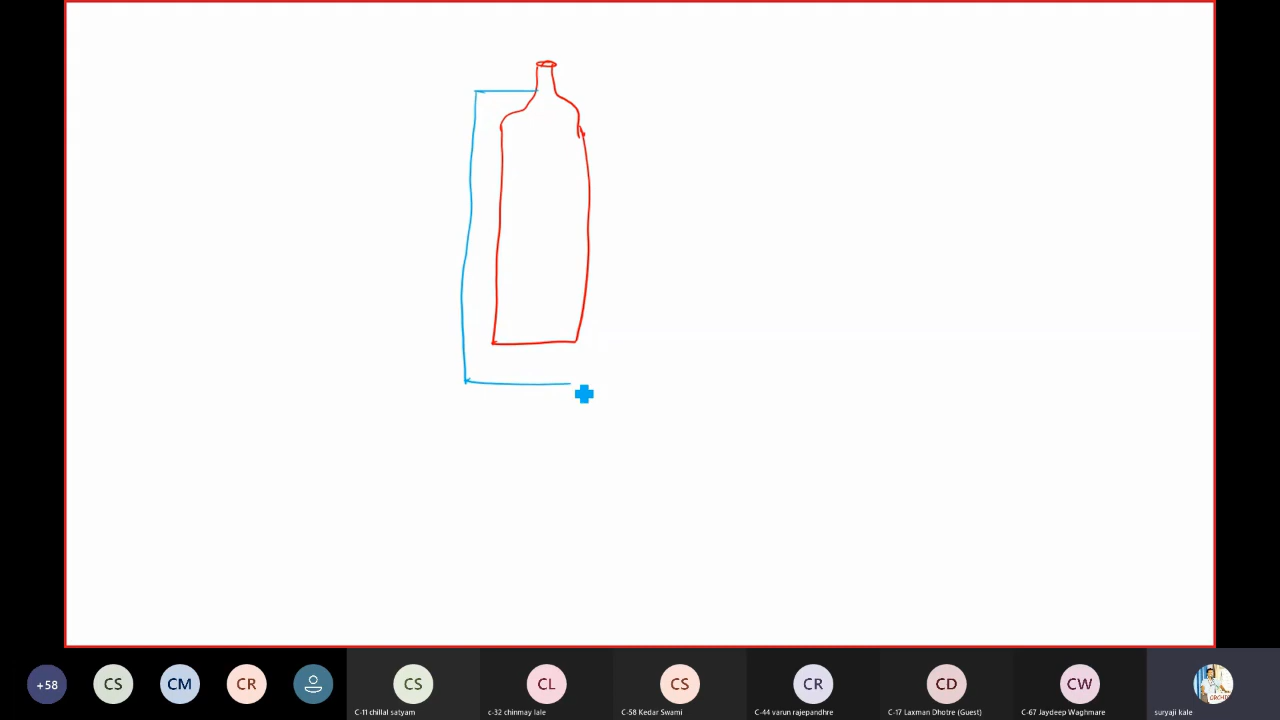 +58
CS
CM
CR
CS
CL
CS
CR
CD
CW
C-11 chillal satyam
c-32 chinmay lale
C-58 Kedar Swami
C-44 varun rajepandhre
C-17 Laxman Dhotre (Guest)
C-67 Jaydeep Waghmare
suryaji kale